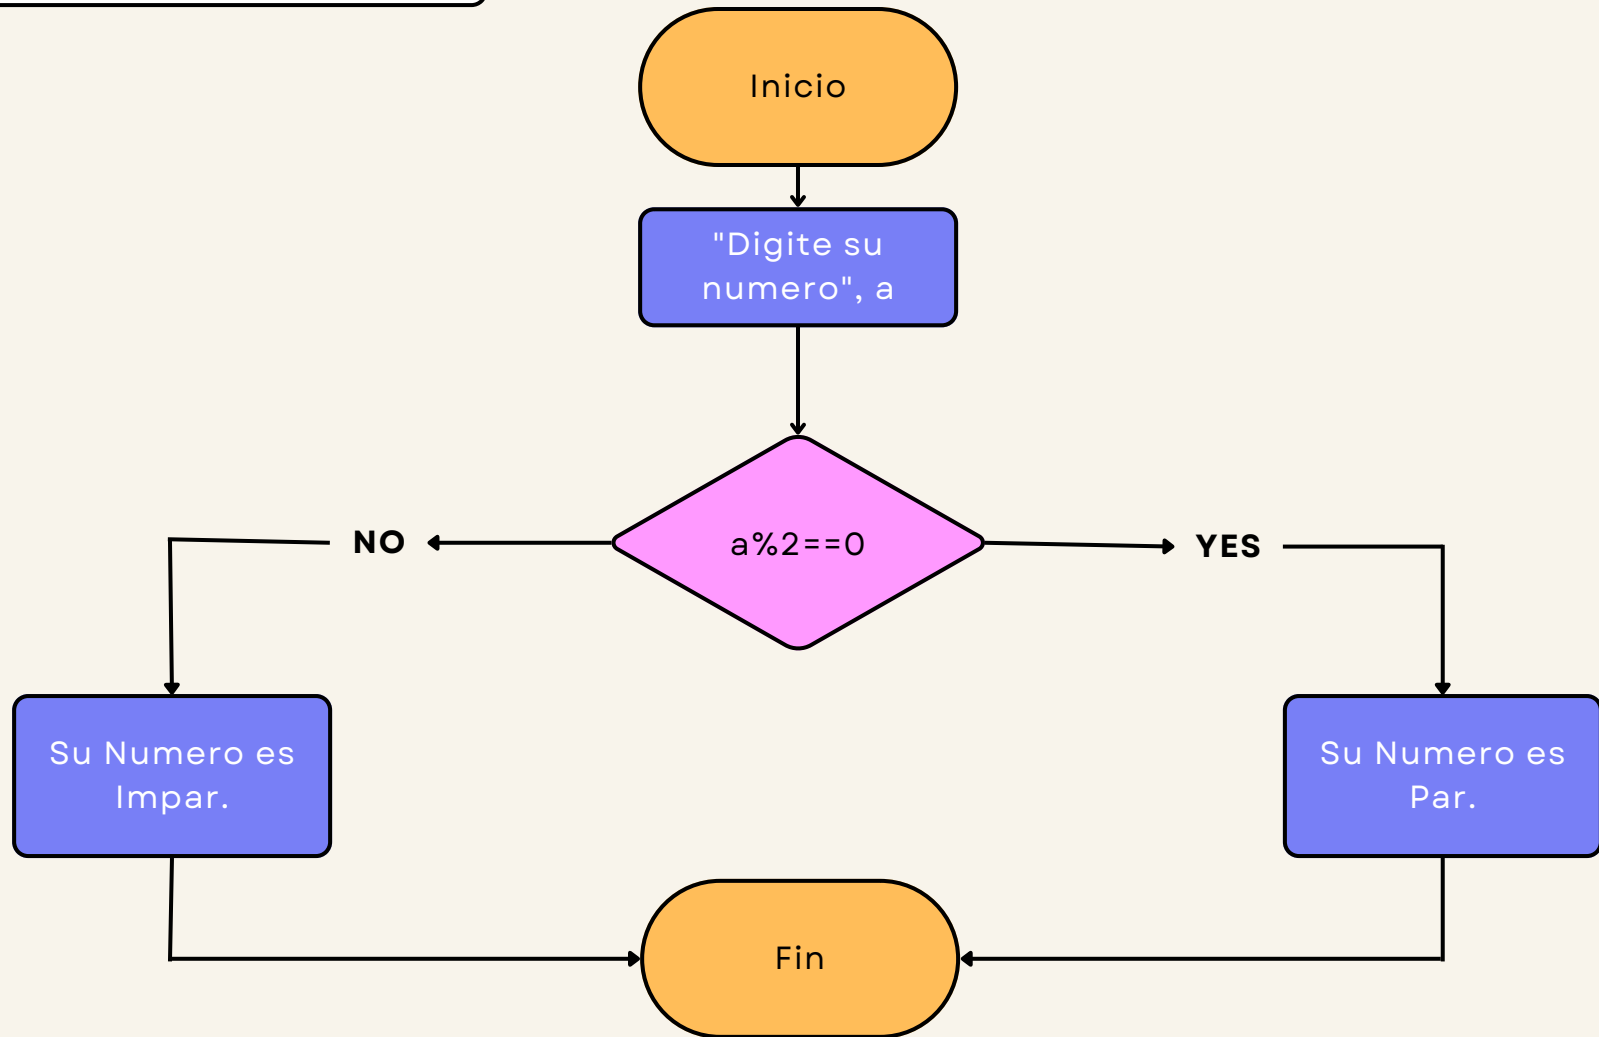 Inicio
"Digite su
numero", a
a%2==0
NO
YES
Su Numero es
Impar.
Su Numero es
Par.
Fin